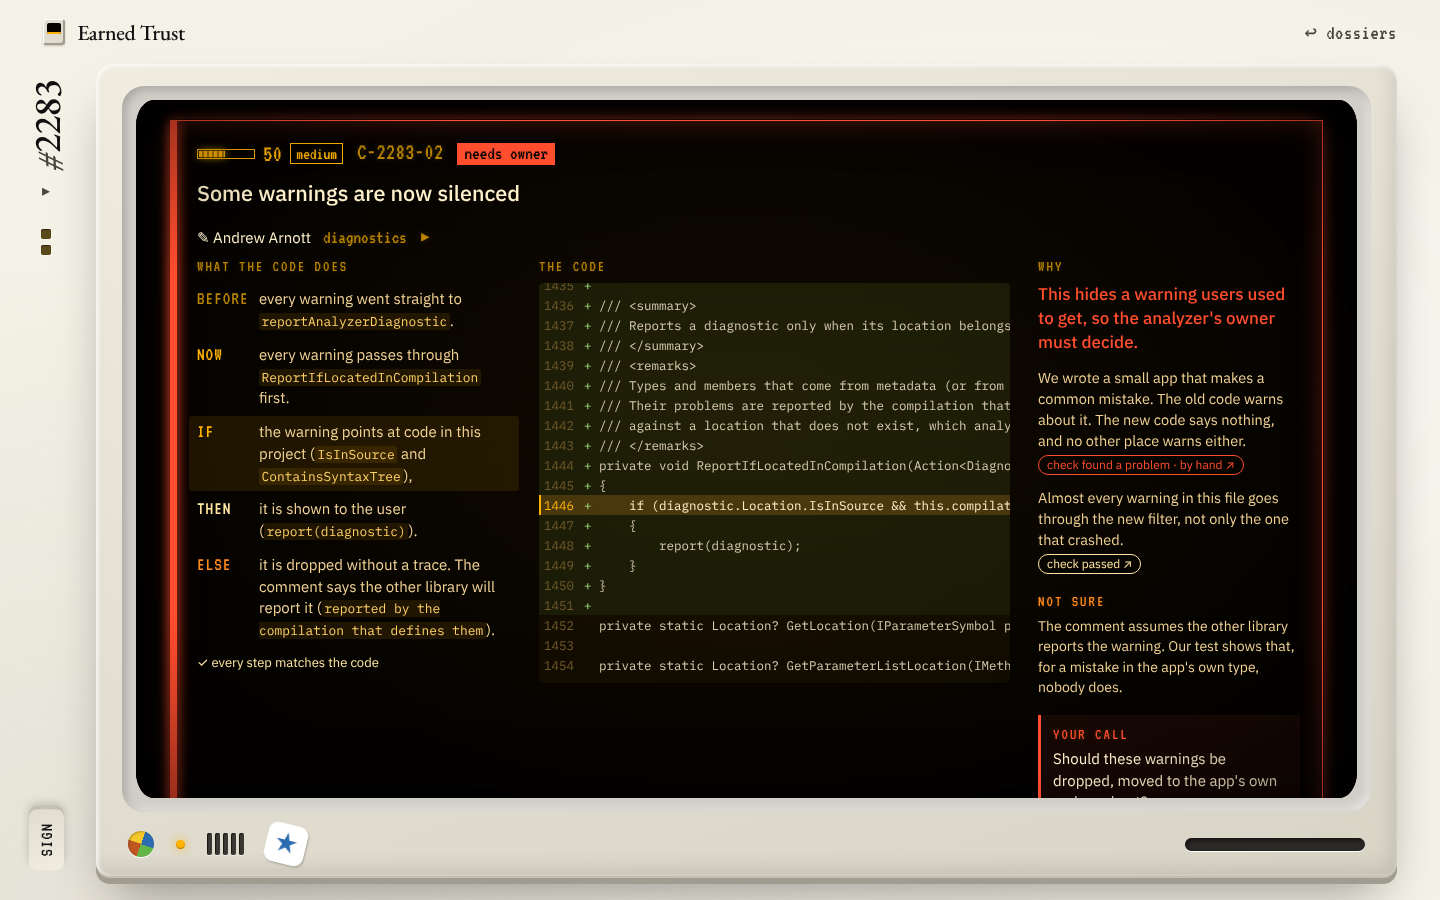 Earned Trust
↩ dossiers
#2283
50 medium C-2283-02 needs owner
Some warnings are now silenced
✎ Andrew Arnott diagnostics ▶
WHAT THE CODE DOES
BEFORE every warning went straight to
reportAnalyzerDiagnostic.
NOW every warning passes through
ReportIfLocatedInCompilation
first.
IF the warning points at code in this
project (IsInSource and
ContainsSyntaxTree),
THEN it is shown to the user
(report(diagnostic)).
ELSE it is dropped without a trace. The
comment says the other library will
report it (reported by the
compilation that defines them).
✓ every step matches the code
THE CODE
1435 +
1436 + /// <summary>
1437 + /// Reports a diagnostic only when its location belongs
1438 + /// </summary>
1439 + /// <remarks>
1440 + /// Types and members that come from metadata (or from
1441 + /// Their problems are reported by the compilation that
1442 + /// against a location that does not exist, which analy
1443 + /// </remarks>
1444 + private void ReportIfLocatedInCompilation(Action<Diagno
1445 + {
1446 + if (diagnostic.Location.IsInSource && this.compilat
1447 + {
1448 + report(diagnostic);
1449 + }
1450 + }
1451 +
1452 private static Location? GetLocation(IParameterSymbol p
1453
1454 private static Location? GetParameterListLocation(IMeth
WHY
This hides a warning users used
to get, so the analyzer's owner
must decide.
We wrote a small app that makes a
common mistake. The old code warns
about it. The new code says nothing,
and no other place warns either.
check found a problem · by hand ↗
Almost every warning in this file goes
through the new filter, not only the one
that crashed.
check passed ↗
NOT SURE
The comment assumes the other library
reports the warning. Our test shows that,
for a mistake in the app's own type,
nobody does.
YOUR CALL
Should these warnings be
dropped, moved to the app's own
SIGN